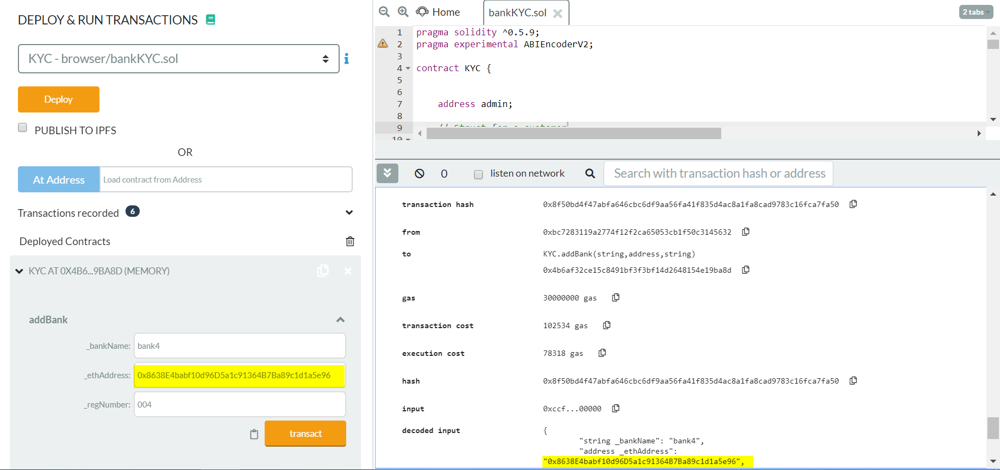 DEPLOY & RUN TRANSACTIONS
KYC - browser/bankKYC.sol
Deploy
PUBLISH TO IPFS
OR
At Address
Load contract from Address
Transactions recorded 6
Deployed Contracts
KYC AT 0X4B6...9BA8D (MEMORY)
addBank
_bankName: bank4
_ethAddress: 0x8638E4babf10d96D5a1c91364B7Ba89c1d1a5e96
_regNumber: 004
transact
Home
bankKYC.sol
2 tabs
1 pragma solidity ^0.5.9;
2 pragma experimental ABIEncoderV2;
3
4 contract KYC {
5
6
7 address admin;
8
9 // Struct for a customer
10
0
listen on network
Search with transaction hash or address
transaction hash 0x8f50bd4f47abfa646cbc6df9aa56fa41f835d4ac8a1fa8cad9783c16fca7fa50
from 0xbc7283119a2774f12f2ca65053cb1f50c3145632
to KYC.addBank(string,address,string)
0x4b6af32ce15c8491bf3f3bf14d2648154e19ba8d
gas 30000000 gas
transaction cost 102534 gas
execution cost 78318 gas
hash 0x8f50bd4f47abfa646cbc6df9aa56fa41f835d4ac8a1fa8cad9783c16fca7fa50
input 0xccf...00000
decoded input {
"string _bankName": "bank4",
"address _ethAddress":
"0x8638E4babf10d96D5a1c91364B7Ba89c1d1a5e96",